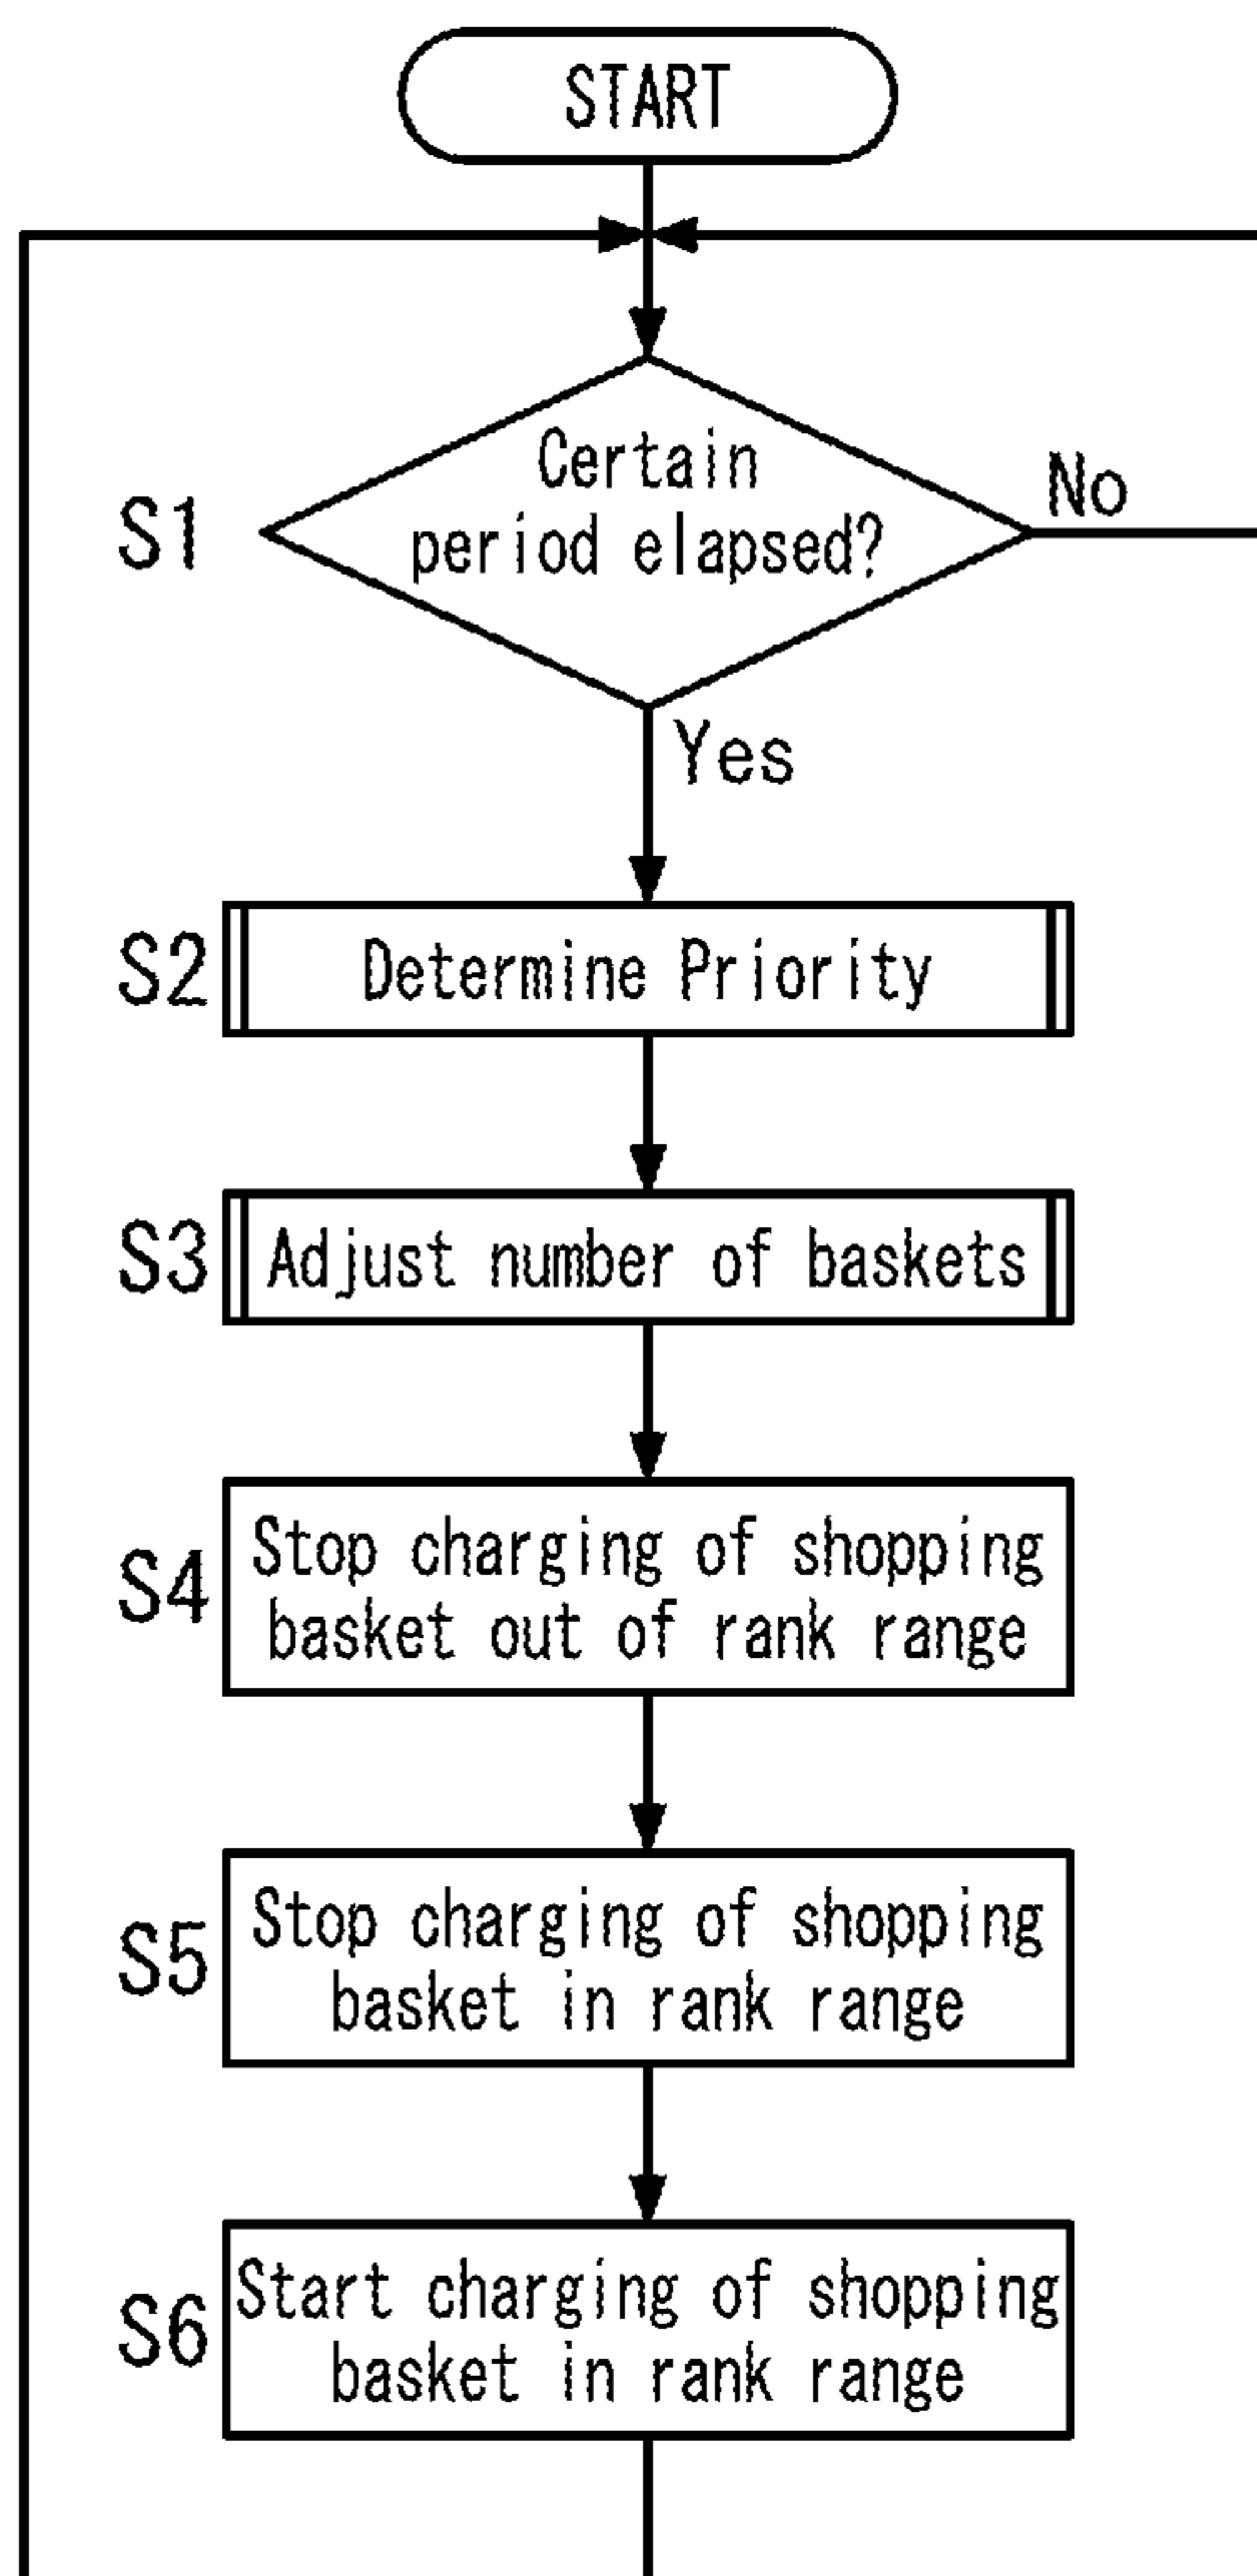 START
Certain
period elapsed?
S1
No
Yes
S2
Determine Priority
S3
Adjust number of baskets
S4
Stop charging of shopping
basket out of rank range
S5
Stop charging of shopping
basket in rank range
S6
Start charging of shopping
basket in rank range